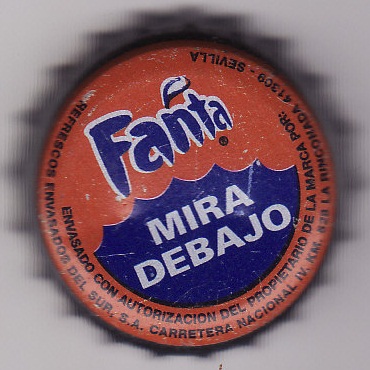 Fanta®
MIRA
DEBAJO
ENVASADO CON AUTORIZACION DEL PROPIETARIO DE LA MARCA POR:
REFRESCOS ENVASADOS DEL SUR. S.A. CARRETERA NACIONAL IV, KM. 528 LA RINCONADA 41309 - SEVILLA